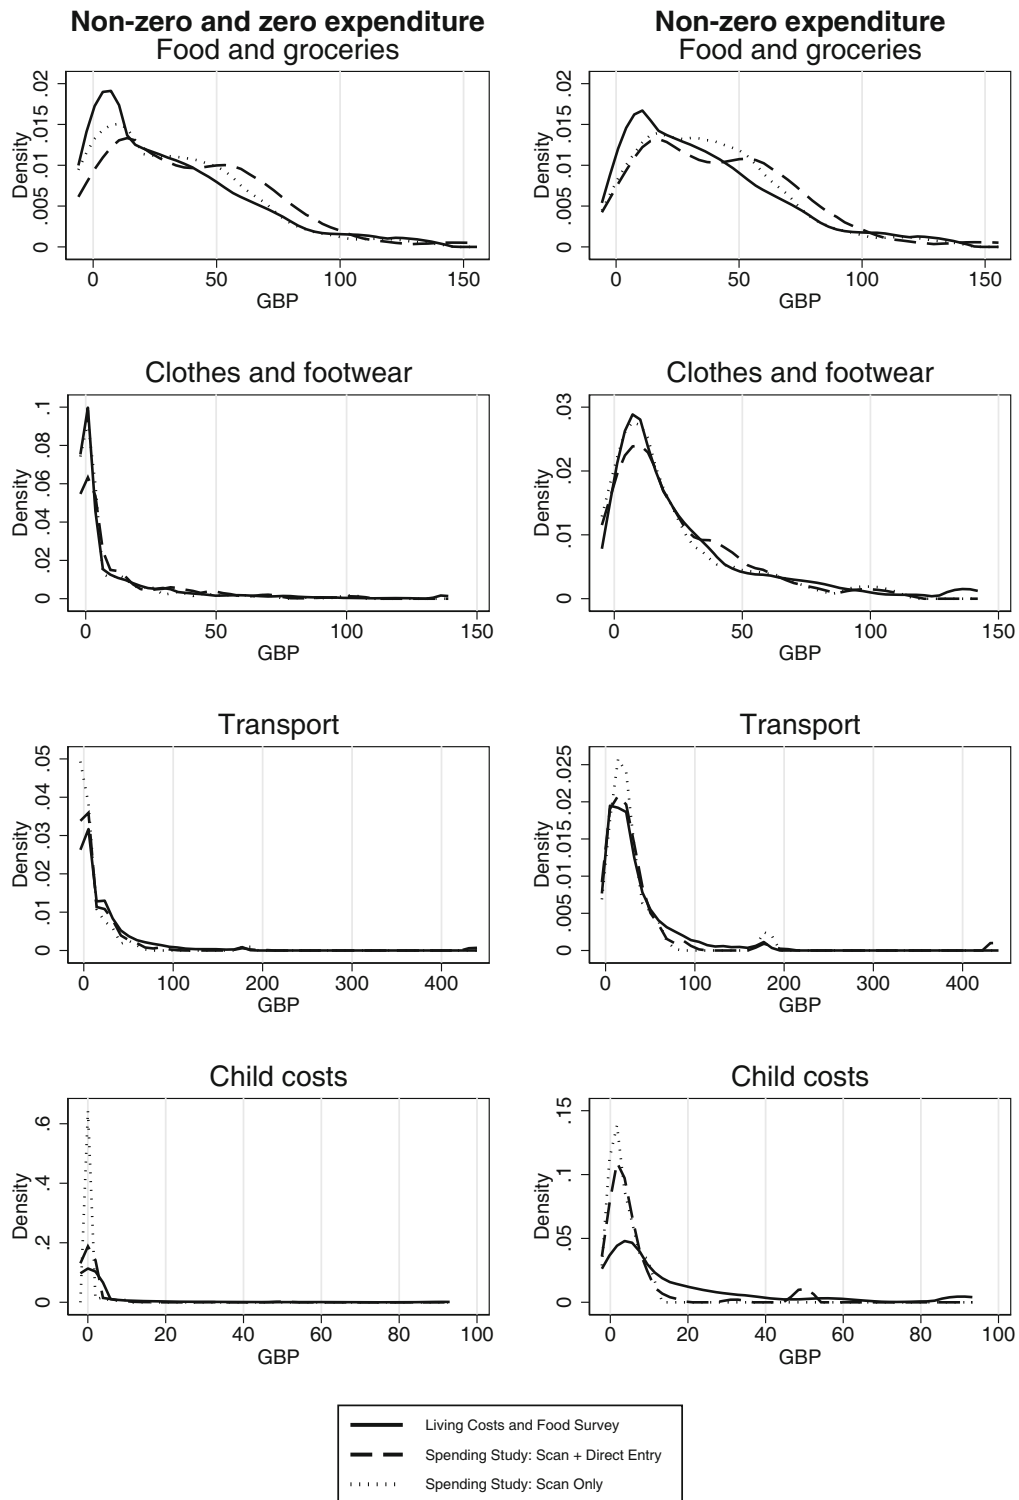 Non-zero and zero expenditure
Food and groceries
Density
0 .005 .01 .015 .02
0 50 100 150
GBP
Non-zero expenditure
Food and groceries
Density
0 .005 .01 .015 .02
0 50 100 150
GBP
Clothes and footwear
Density
0 .02 .04 .06 .08 .1
0 50 100 150
GBP
Clothes and footwear
Density
0 .01 .02 .03
0 50 100 150
GBP
Transport
Density
0 .01 .02 .03 .04 .05
0 100 200 300 400
GBP
Transport
Density
0 .005 .01 .015 .02 .025
0 100 200 300 400
GBP
Child costs
Density
0 .2 .4 .6
0 20 40 60 80 100
GBP
Child costs
Density
0 .05 .1 .15
0 20 40 60 80 100
GBP
Living Costs and Food Survey
Spending Study: Scan + Direct Entry
Spending Study: Scan Only